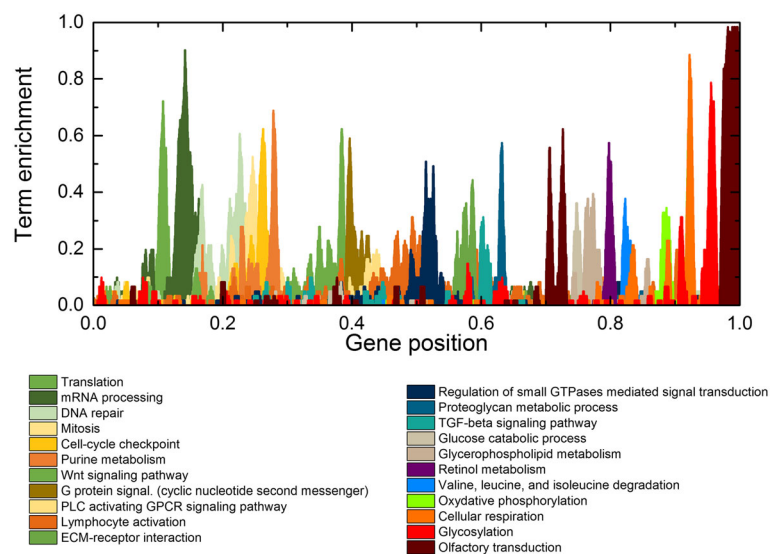 1.0
0.8
0.6
0.4
0.2
0.0
Term enrichment
0.0 0.2 0.4 0.6 0.8 1.0
Gene position
Translation
mRNA processing
DNA repair
Mitosis
Cell-cycle checkpoint
Purine metabolism
Wnt signaling pathway
G protein signal. (cyclic nucleotide second messenger)
PLC activating GPCR signaling pathway
Lymphocyte activation
ECM-receptor interaction
Regulation of small GTPases mediated signal transduction
Proteoglycan metabolic process
TGF-beta signaling pathway
Glucose catabolic process
Glycerophospholipid metabolism
Retinol metabolism
Valine, leucine, and isoleucine degradation
Oxydative phosphorylation
Cellular respiration
Glycosylation
Olfactory transduction